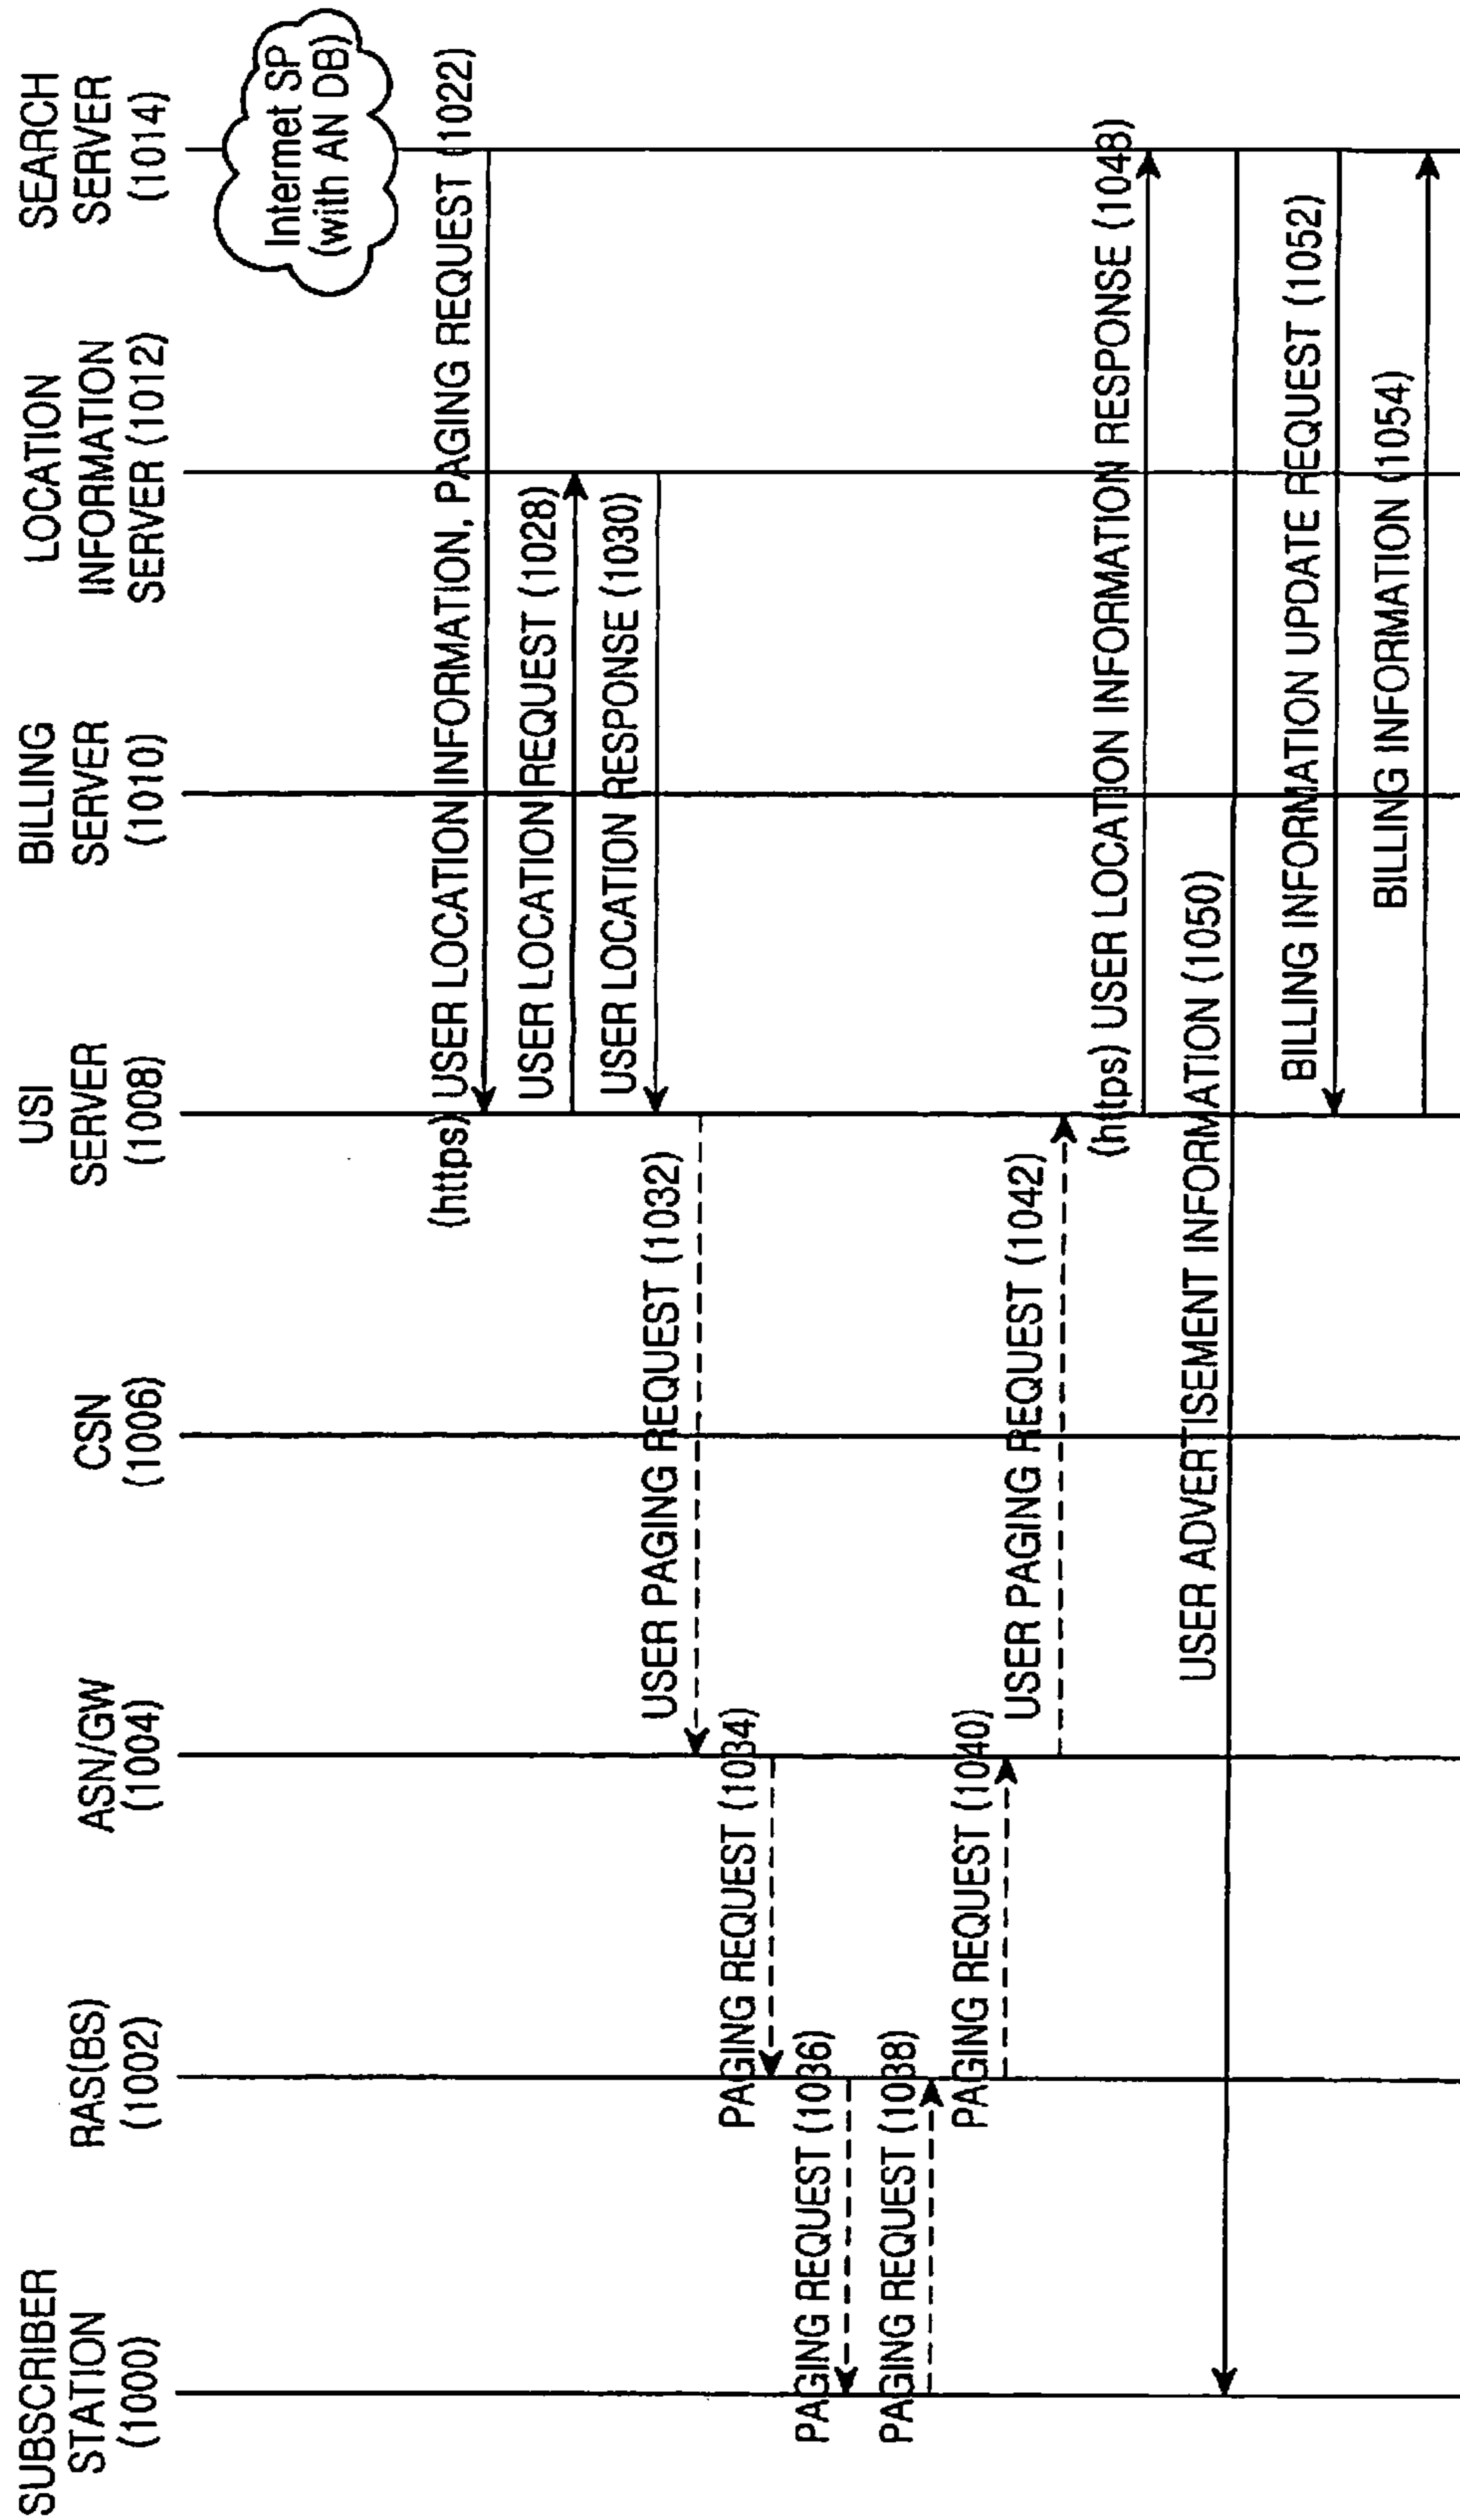 SUBSCRIBER
STATION
(1000)
RAS(BS)
(1002)
ASN/GW
(1004)
CSN
(1006)
USI
SERVER
(1008)
BILLING
SERVER
(1010)
LOCATION
INFORMATION
SERVER (1012)
SEARCH
SERVER
(1014)
Internet SP
(with AN DB)
(https) USER LOCATION INFORMATION, PAGING REQUEST (1022)
USER LOCATION REQUEST (1028)
USER LOCATION RESPONSE (1030)
USER PAGING REQUEST (1032)
PAGING REQUEST (1034)
PAGING REQUEST (1036)
PAGING REQUEST (1038)
PAGING REQUEST (1040)
USER PAGING REQUEST (1042)
(https) USER LOCATION INFORMATION RESPONSE (1048)
USER ADVERTISEMENT INFORMATION (1050)
BILLING INFORMATION UPDATE REQUEST (1052)
BILLING INFORMATION (1054)